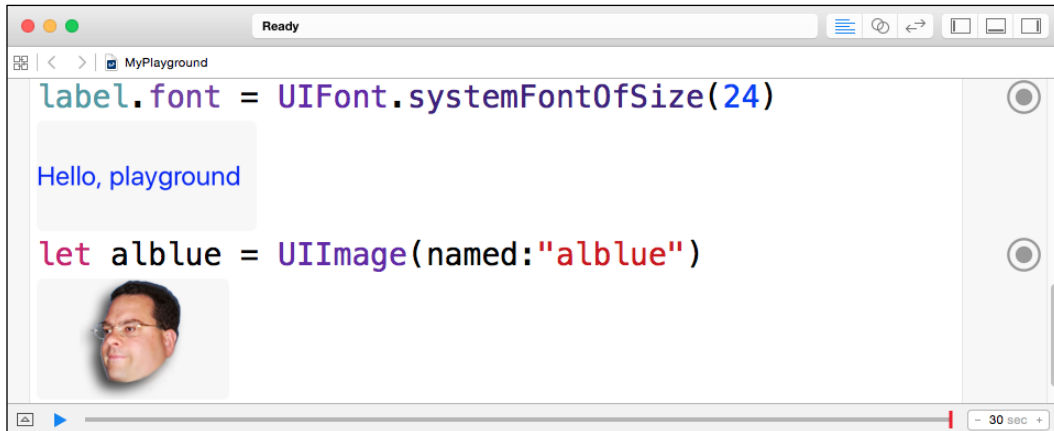 Ready
MyPlayground
label.font = UIFont.systemFontOfSize(24)
Hello, playground
let alblue = UIImage(named:"alblue")
- 30 sec +